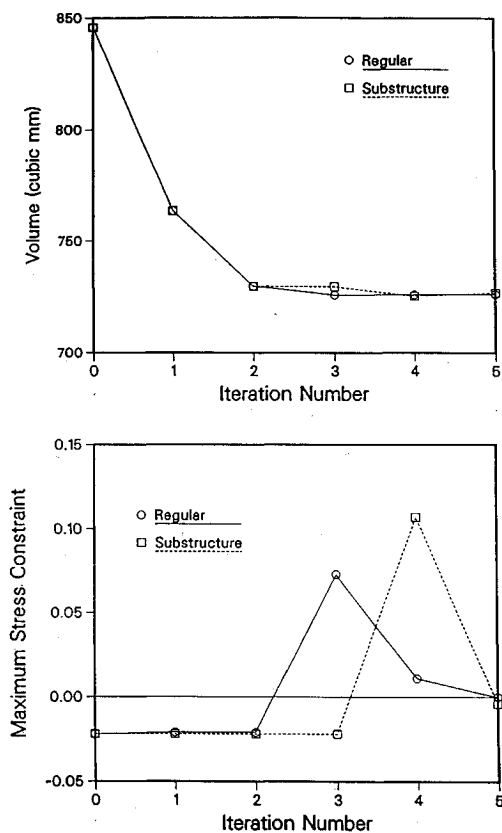 850
800
750
700
Volume (cubic mm)
Regular
Substructure
0 1 2 3 4 5
Iteration Number
0.15
0.10
0.05
0.00
-0.05
Maximum Stress Constraint
Regular
Substructure
0 1 2 3 4 5
Iteration Number